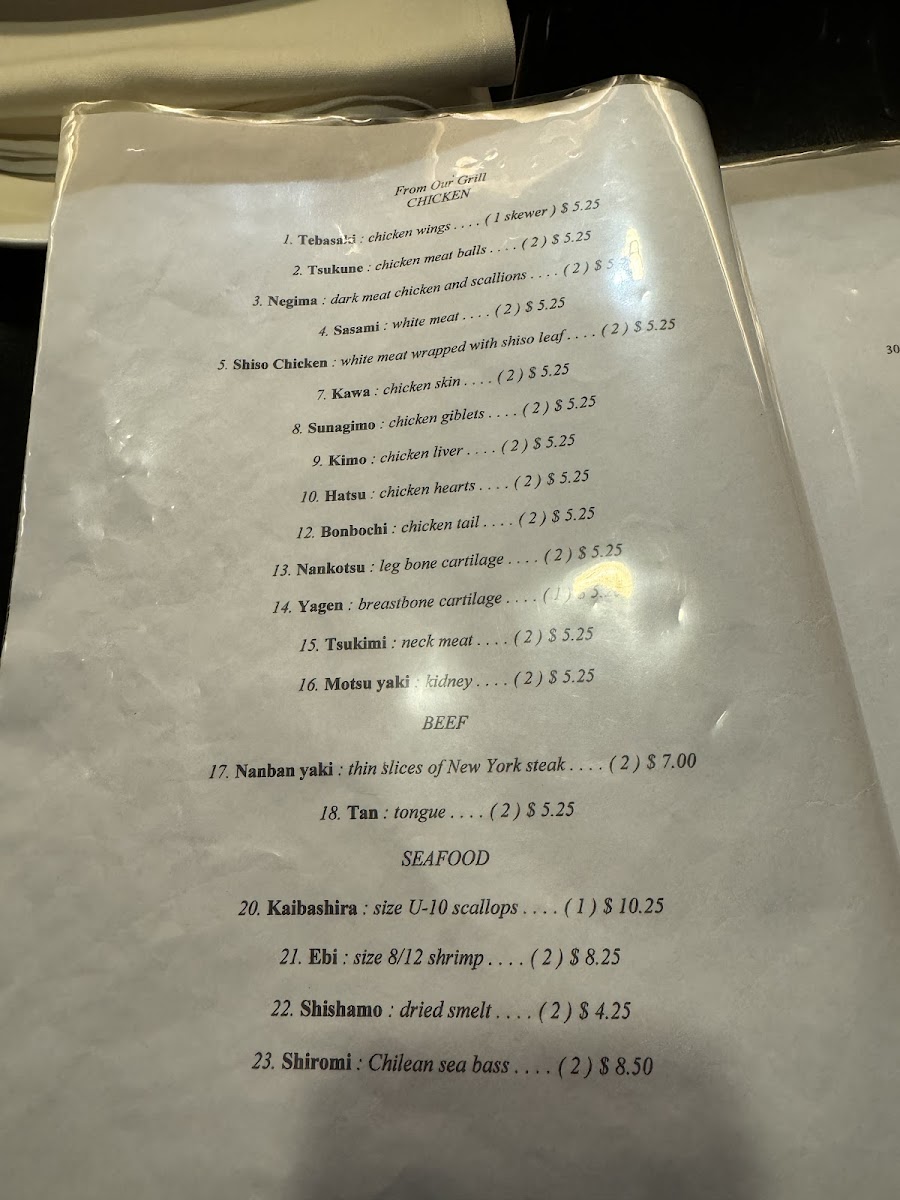 From Our Grill
CHICKEN
1. Tebasaki : chicken wings . . . . ( 1 skewer ) $ 5.25
2. Tsukune : chicken meat balls . . . . ( 2 ) $ 5.25
3. Negima : dark meat chicken and scallions . . . . ( 2 ) $
4. Sasami : white meat . . . . ( 2 ) $ 5.25
5. Shiso Chicken : white meat wrapped with shiso leaf . . . . ( 2 ) $ 5.25
7. Kawa : chicken skin . . . . ( 2 ) $ 5.25
8. Sunagimo : chicken giblets . . . . ( 2 ) $ 5.25
9. Kimo : chicken liver . . . . ( 2 ) $ 5.25
10. Hatsu : chicken hearts . . . . ( 2 ) $ 5.25
12. Bonbochi : chicken tail . . . . ( 2 ) $ 5.25
13. Nankotsu : leg bone cartilage . . . . ( 2 ) $ 5.25
14. Yagen : breastbone cartilage . . . . ( 1 )
15. Tsukimi : neck meat . . . . ( 2 ) $ 5.25
16. Motsu yaki : kidney . . . . ( 2 ) $ 5.25
BEEF
17. Nanban yaki : thin slices of New York steak . . . . ( 2 ) $ 7.00
18. Tan : tongue . . . . ( 2 ) $ 5.25
SEAFOOD
20. Kaibashira : size U-10 scallops . . . . ( 1 ) $ 10.25
21. Ebi : size 8/12 shrimp . . . . ( 2 ) $ 8.25
22. Shishamo : dried smelt . . . . ( 2 ) $ 4.25
23. Shiromi : Chilean sea bass . . . . ( 2 ) $ 8.50
30